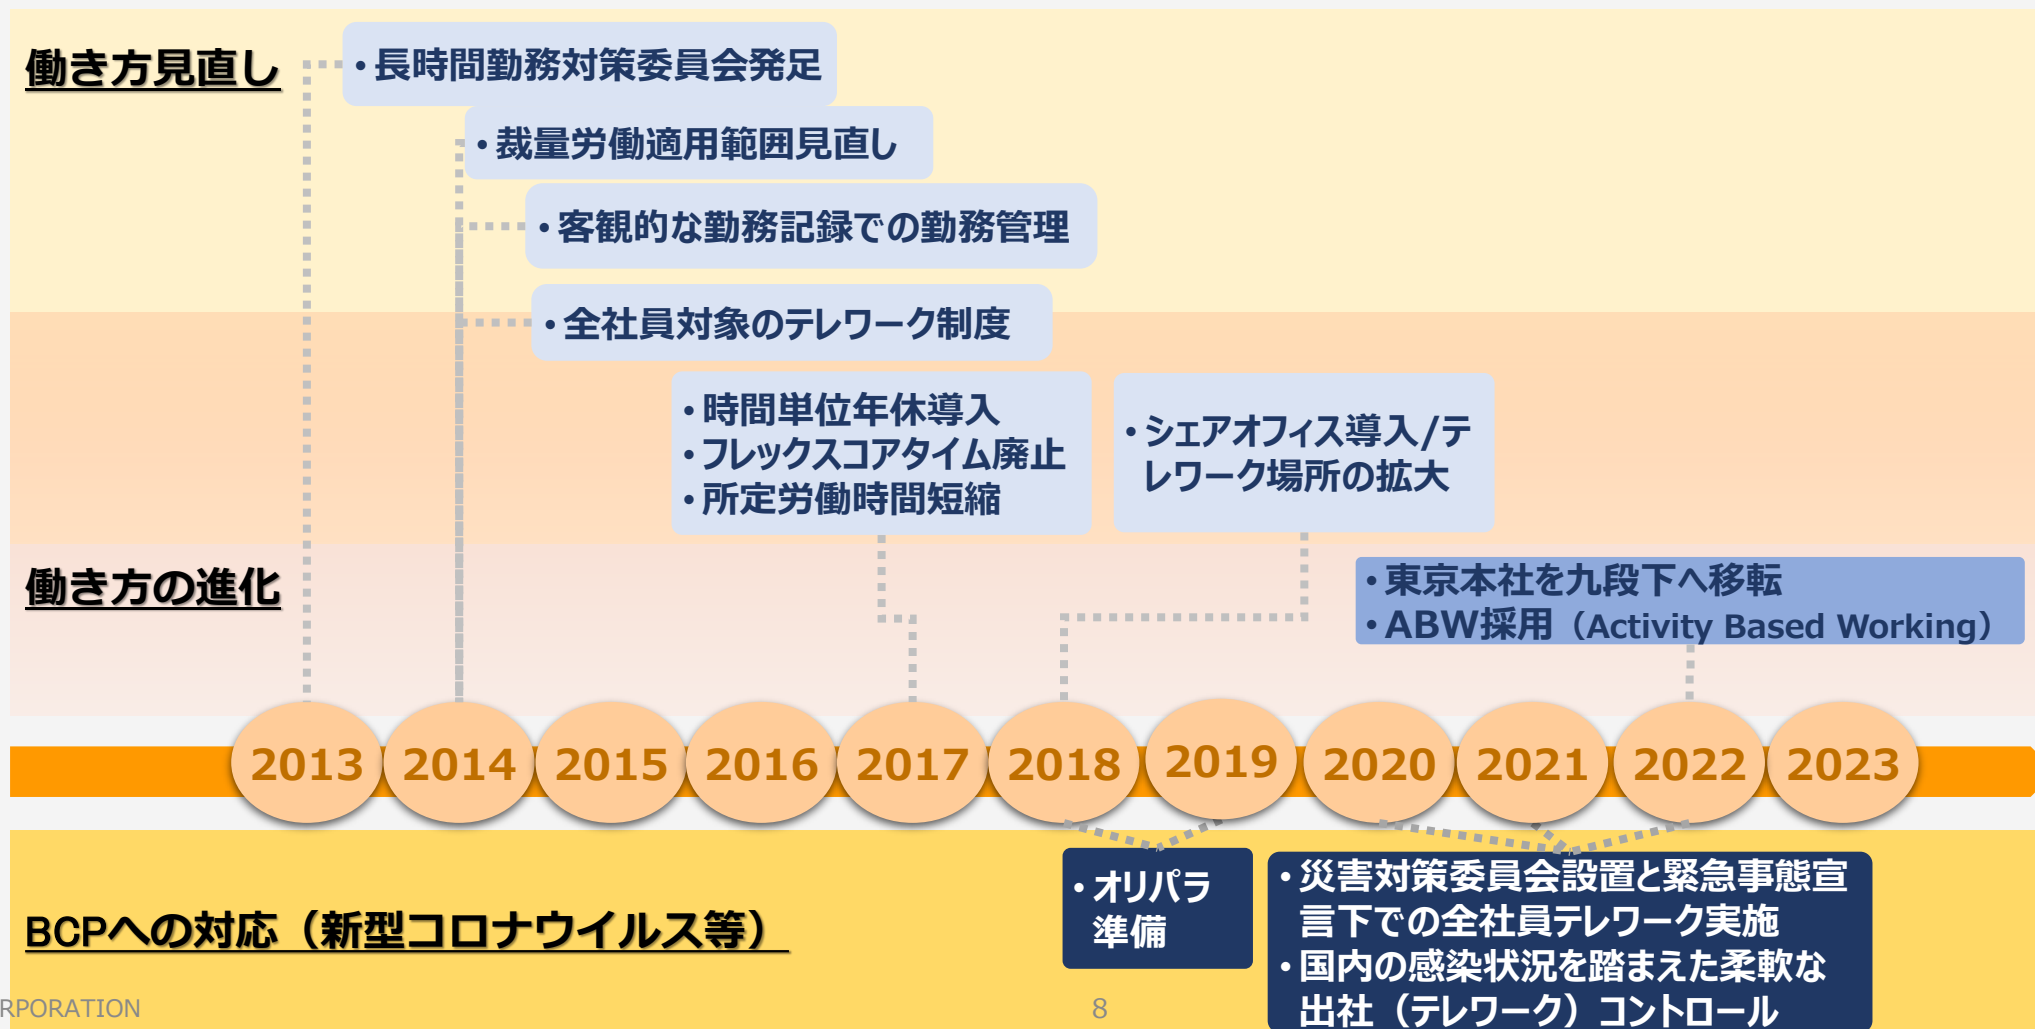 働き方見直し
・長時間勤務対策委員会発足
・裁量労働適用範囲見直し
・客観的な勤務記録での勤務管理
・全社員対象のテレワーク制度
・時間単位年休導入
・フレックスコアタイム廃止
・所定労働時間短縮
・シェアオフィス導入/テ
レワーク場所の拡大
働き方の進化
・東京本社を九段下へ移転
・ABW採用（Activity Based Working）
2013 2014 2015 2016 2017 2018 2019 2020 2021 2022 2023
・オリパラ
準備
・災害対策委員会設置と緊急事態宣
言下での全社員テレワーク実施
・国内の感染状況を踏まえた柔軟な
出社（テレワーク）コントロール
BCPへの対応（新型コロナウイルス等）
RPORATION
8